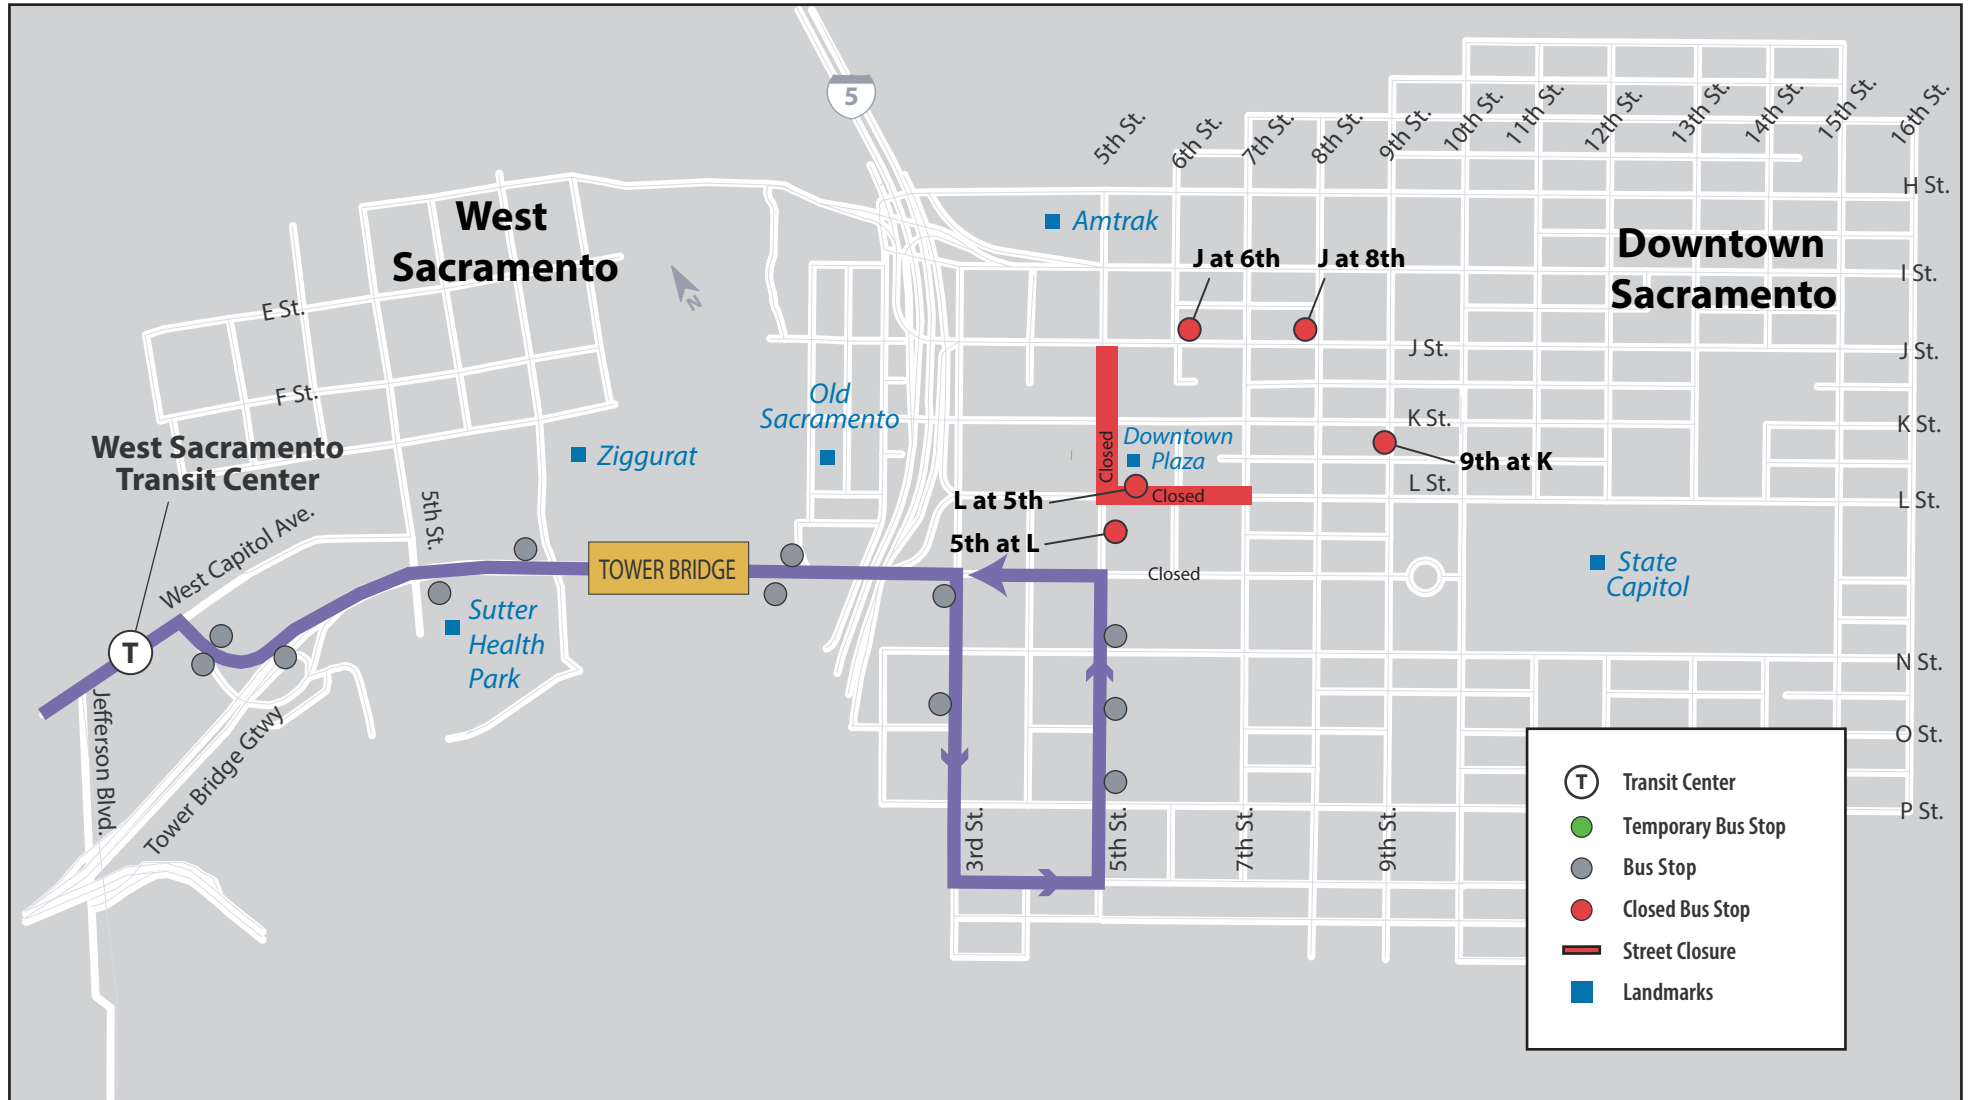 5
5th St.
6th St.
7th St.
8th St.
9th St.
10th St.
11th St.
12th St.
13th St.
14th St.
15th St.
16th St.
H St.
West
Sacramento
Amtrak
Downtown
Sacramento
J at 6th
J at 8th
I St.
N
E St.
J St.
J St.
F St.
Old
Sacramento
K St.
K St.
West Sacramento
Transit Center
Ziggurat
Downtown
Plaza
Closed
9th at K
L St.
L St.
L at 5th
Closed
5th St.
West Capitol Ave.
5th at L
TOWER BRIDGE
Closed
State
Capitol
T
Sutter
Health
Park
N St.
Jefferson Blvd.
Tower Bridge Gtwy
O St.
3rd St.
5th St.
7th St.
9th St.
P St.
T
Transit Center
Temporary Bus Stop
Bus Stop
Closed Bus Stop
Street Closure
Landmarks